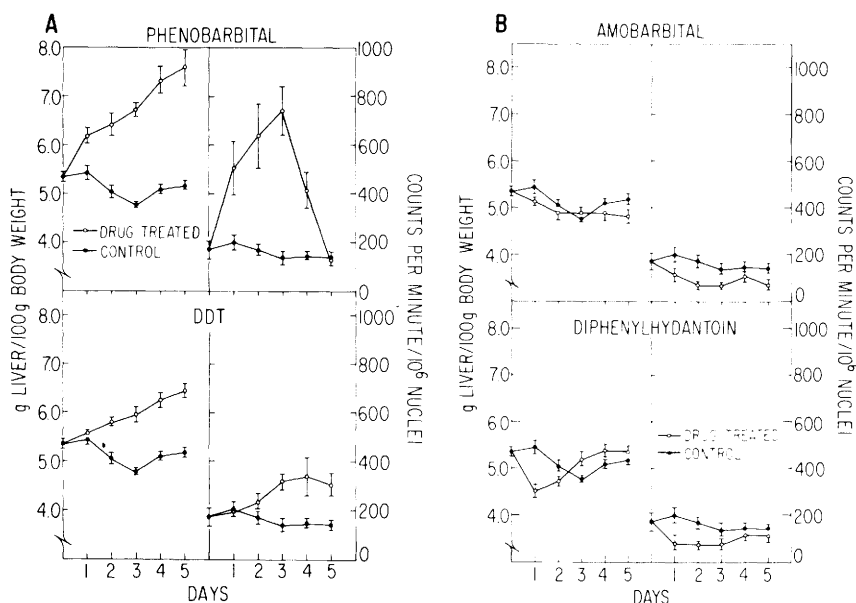 A
PHENOBARBITAL
8.0
7.0
6.0
5.0
4.0
DRUG TREATED
CONTROL
1000
800
600
400
200
0
DDT
8.0
7.0
6.0
5.0
4.0
1000
800
600
400
200
0
g LIVER/100g BODY WEIGHT
COUNTS PER MINUTE/10⁶ NUCLEI
1 2 3 4 5
1 2 3 4 5
DAYS
B
AMOBARBITAL
8.0
7.0
6.0
5.0
4.0
1000
800
600
400
200
0
DIPHENYLHYDANTOIN
8.0
7.0
6.0
5.0
4.0
DRUG TREATED
CONTROL
1000
800
600
400
200
0
g LIVER/100g BODY WEIGHT
COUNTS PER MINUTE/10⁶ NUCLEI
1 2 3 4 5
1 2 3 4 5
DAYS